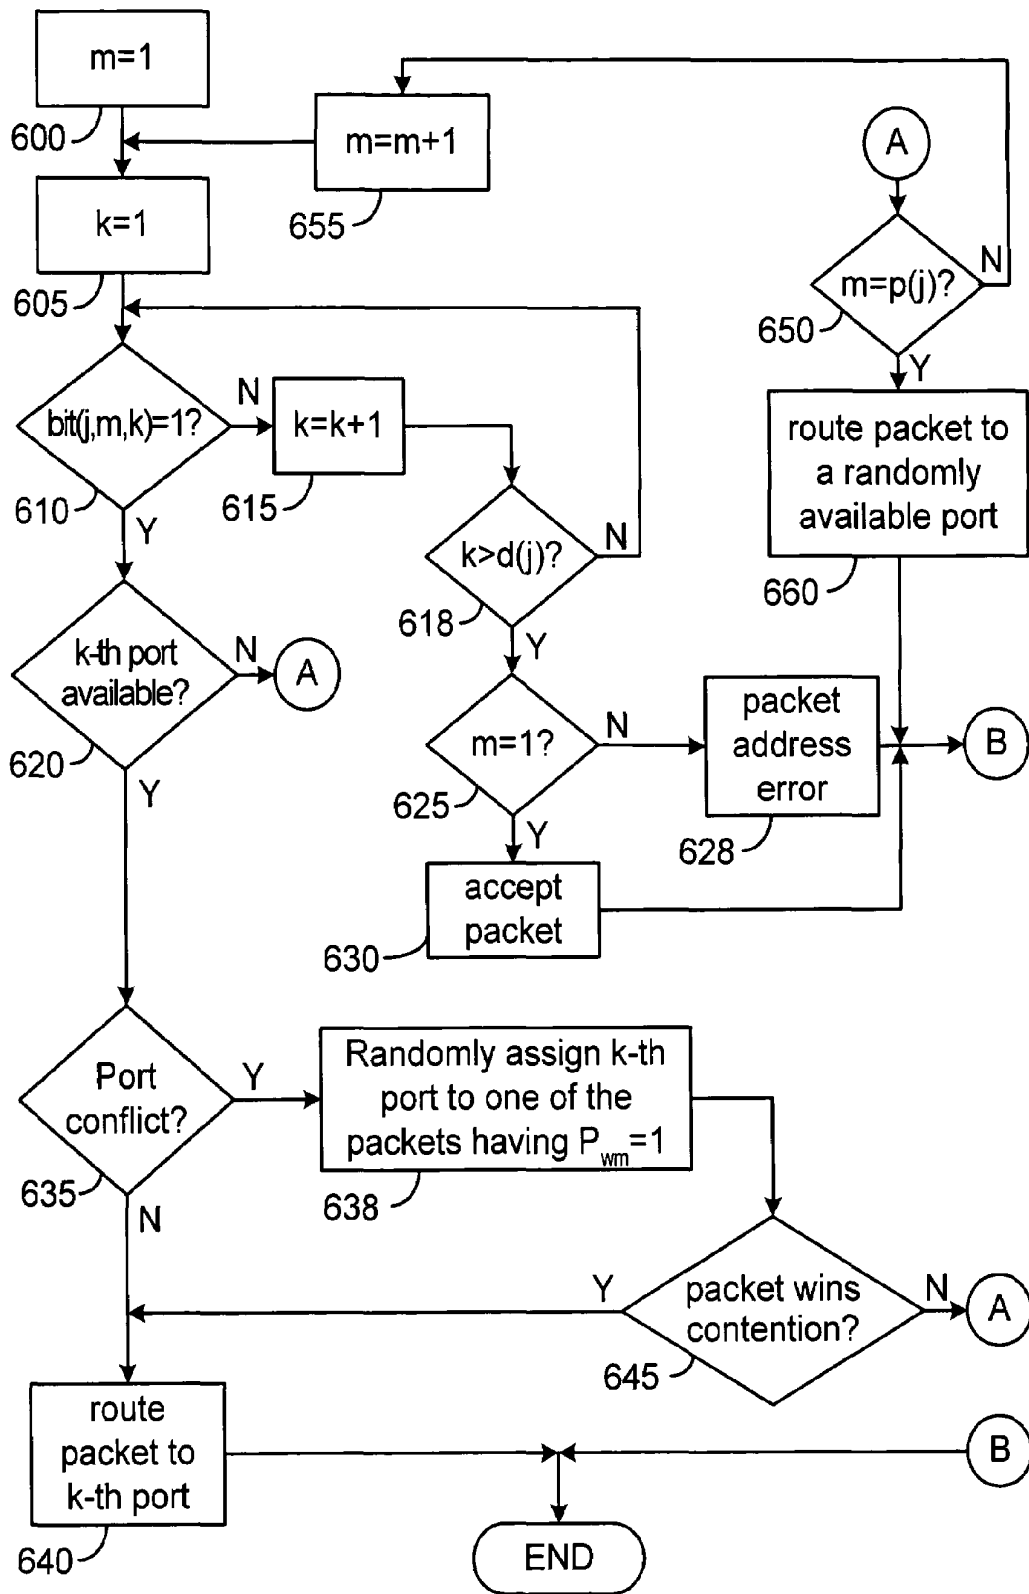 m=1
600
m=m+1
655
A
k=1
605
m=p(j)?
N
650
Y
bit(j,m,k)=1?
N
610
Y
k=k+1
615
route packet to
a randomly
available port
660
k>d(j)?
N
618
Y
k-th port
available?
N
A
620
Y
m=1?
N
625
Y
packet
address
error
628
B
accept
packet
630
Port
conflict?
Y
635
N
Randomly assign k-th
port to one of the
packets having Pwm=1
638
packet wins
contention?
Y
N
A
645
route
packet to
k-th port
640
B
END